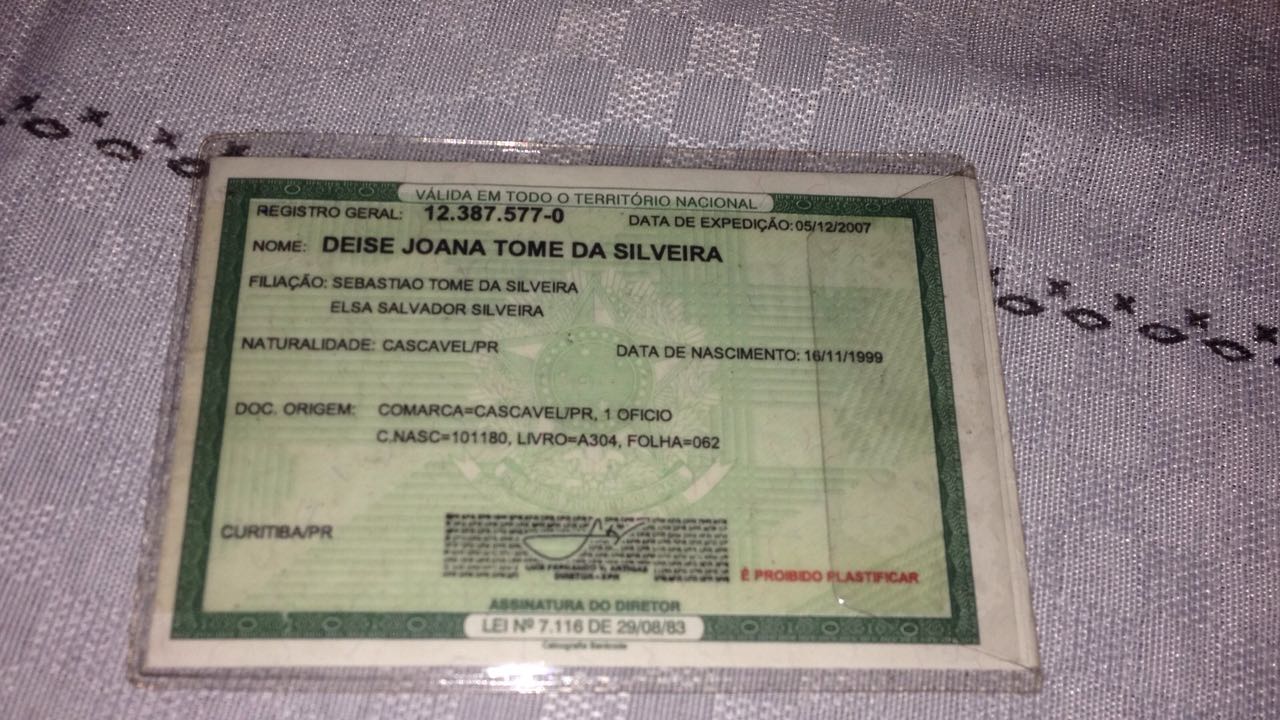 VÁLIDA EM TODO O TERRITÓRIO NACIONAL
REGISTRO GERAL: 12.387.577-0 DATA DE EXPEDIÇÃO: 05/12/2007
NOME: DEISE JOANA TOME DA SILVEIRA
FILIAÇÃO: SEBASTIAO TOME DA SILVEIRA
ELSA SALVADOR SILVEIRA
NATURALIDADE: CASCAVEL/PR DATA DE NASCIMENTO: 16/11/1999
DOC. ORIGEM: COMARCA=CASCAVEL/PR, 1 OFICIO
C.NASC=101180, LIVRO=A304, FOLHA=062
CURITIBA/PR
É PROIBIDO PLASTIFICAR
ASSINATURA DO DIRETOR
LEI Nº 7.116 DE 29/08/83